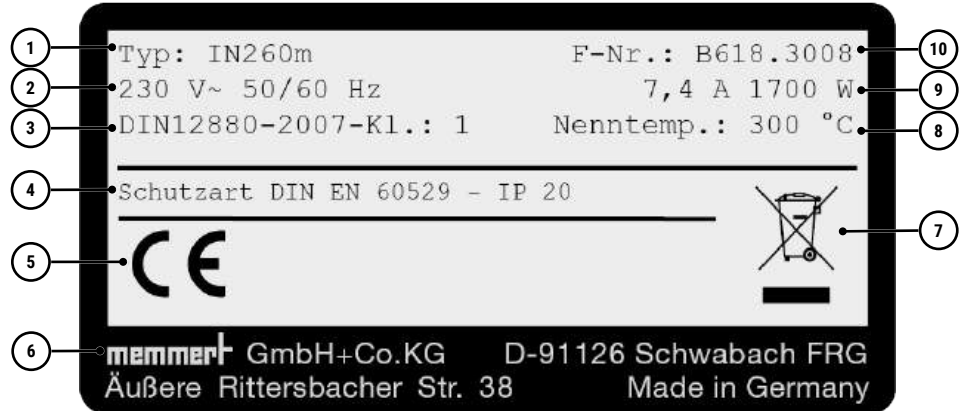 1 Typ: IN260m F-Nr.: B618.3008 10
2 230 V~ 50/60 Hz 7,4 A 1700 W 9
3 DIN12880-2007-Kl.: 1 Nenntemp.: 300 °C 8
4 Schutzart DIN EN 60529 - IP 20
7
5 CE
6 memmert GmbH+Co.KG D-91126 Schwabach FRG
Äußere Rittersbacher Str. 38 Made in Germany